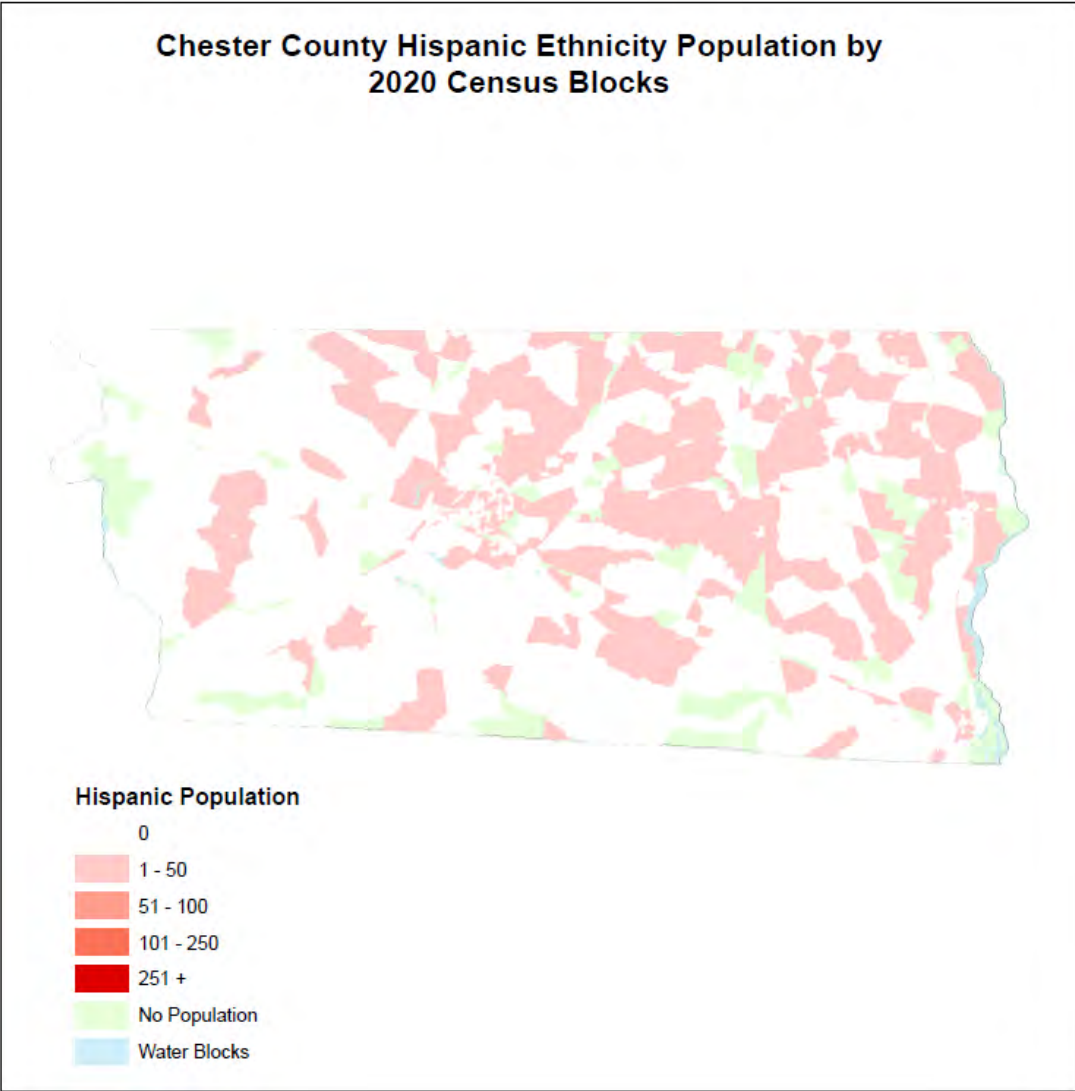 Chester County Hispanic Ethnicity Population by
2020 Census Blocks
Hispanic Population
0
1 - 50
51 - 100
101 - 250
251 +
No Population
Water Blocks